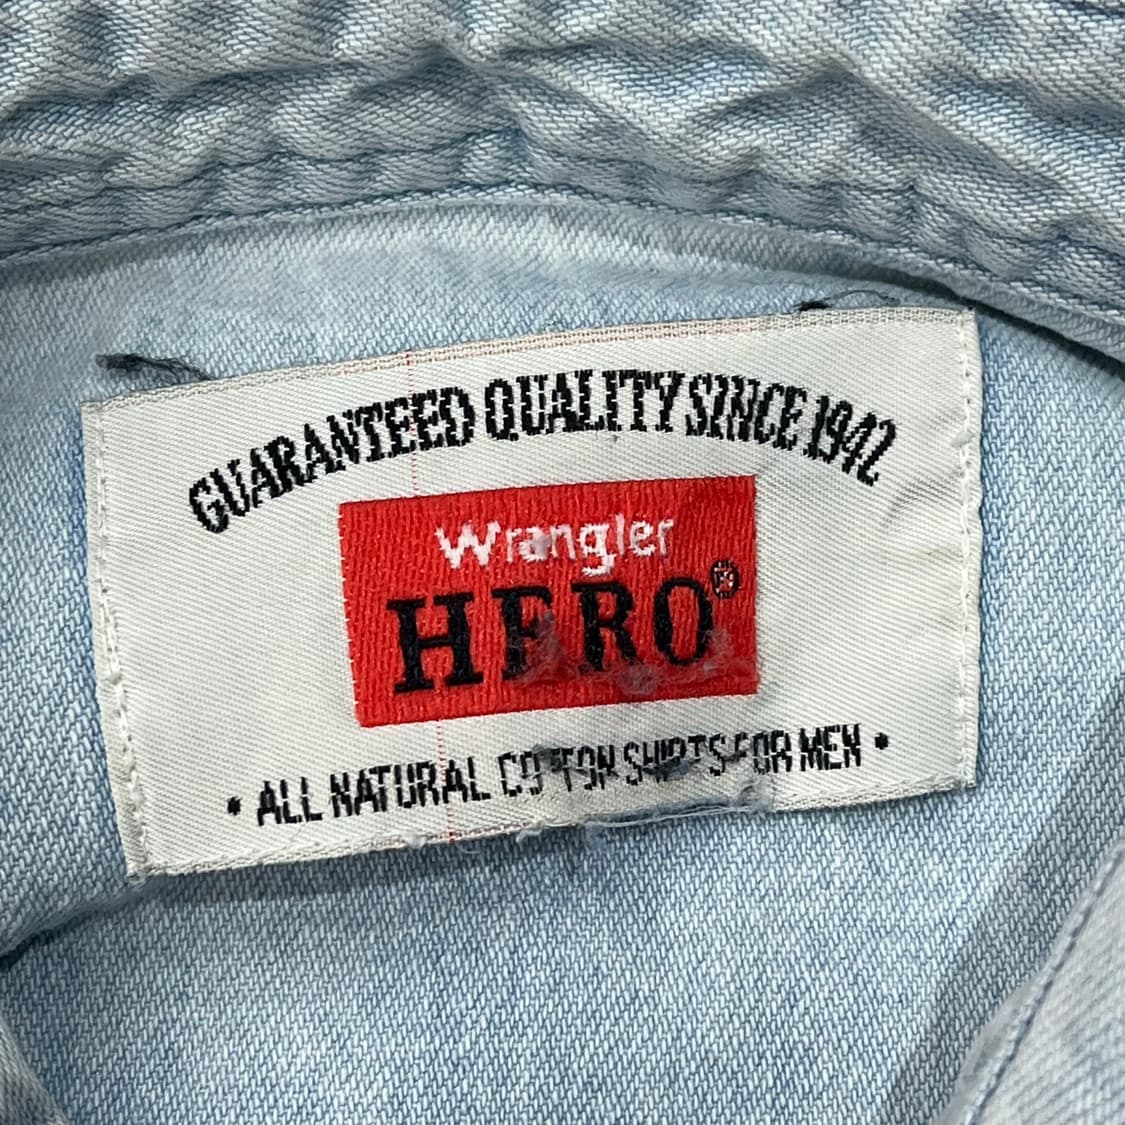 GUARANTEED QUALITY SINCE 1942
Wrangler
HERO®
• ALL NATURAL COTTON SHIRTS FOR MEN •